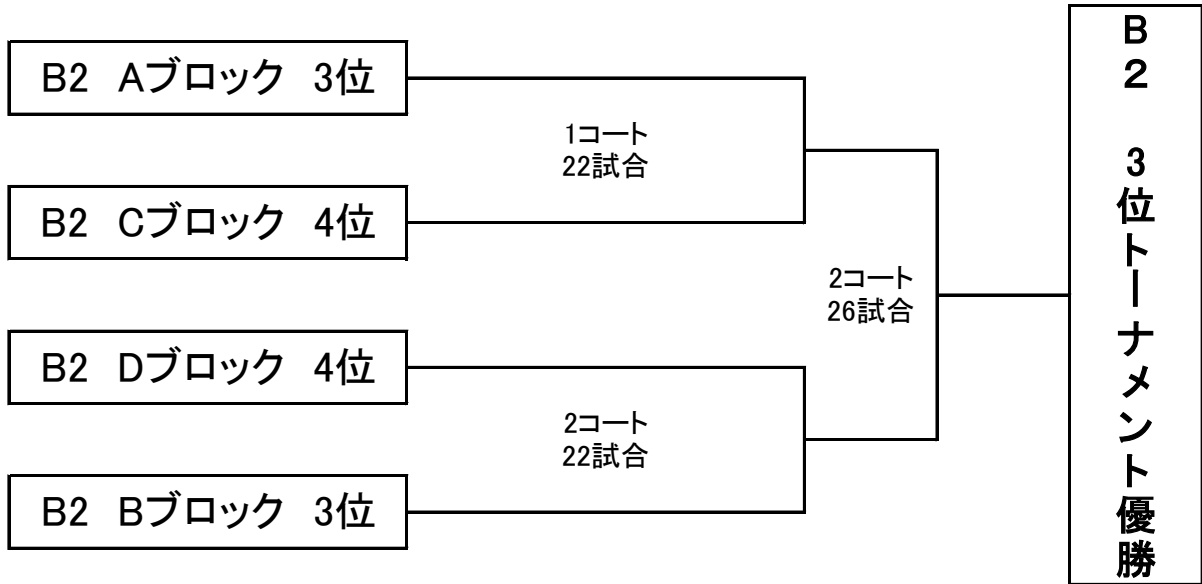 B2　Aブロック　3位
1コート
22試合
B2　Cブロック　4位
2コート
26試合
B2　Dブロック　4位
2コート
22試合
B2　Bブロック　3位
B2　3位トーナメント優勝